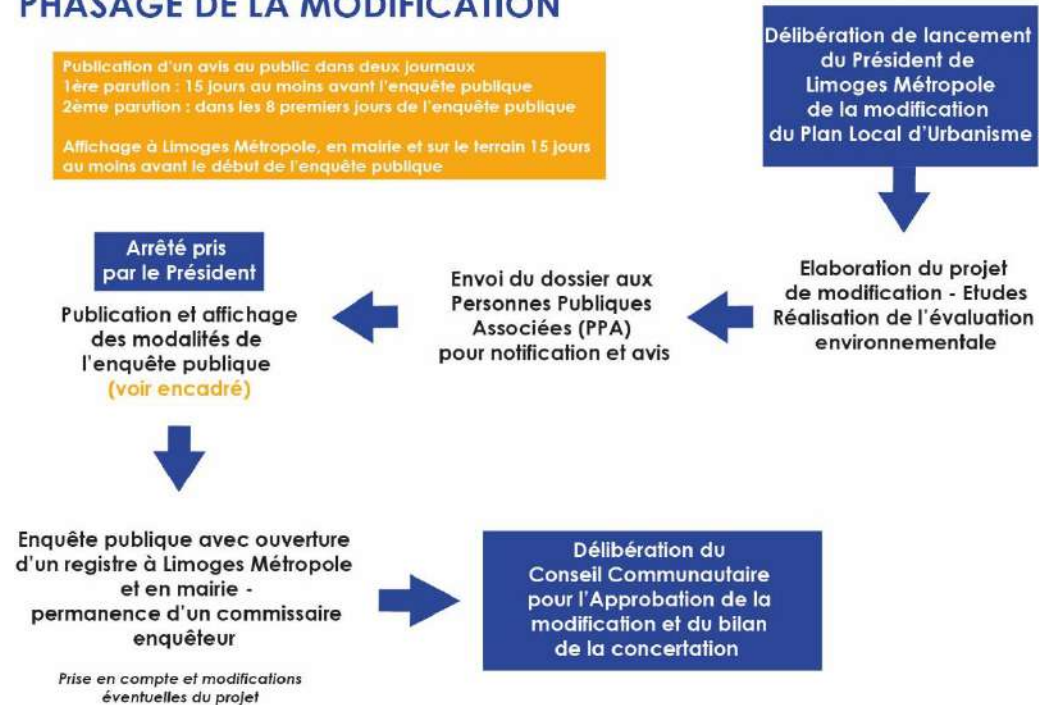 PHASAGE DE LA MODIFICATION
Publication d'un avis au public dans deux journaux
1ère parution : 15 jours au moins avant l'enquête publique
2ème parution : dans les 8 premiers jours de l'enquête publique
Affichage à Limoges Métropole, en mairie et sur le terrain 15 jours
au moins avant le début de l'enquête publique
Délibération de lancement
du Président de
Limoges Métropole
de la modification
du Plan Local d'Urbanisme
Elaboration du projet
de modification - Etudes
Réalisation de l'évaluation
environnementale
Envoi du dossier aux
Personnes Publiques
Associées (PPA)
pour notification et avis
Arrêté pris
par le Président
Publication et affichage
des modalités de
l'enquête publique
(voir encadré)
Enquête publique avec ouverture
d'un registre à Limoges Métropole
et en mairie -
permanence d'un commissaire
enquêteur
Prise en compte et modifications
éventuelles du projet
Délibération du
Conseil Communautaire
pour l'Approbation de la
modification et du bilan
de la concertation